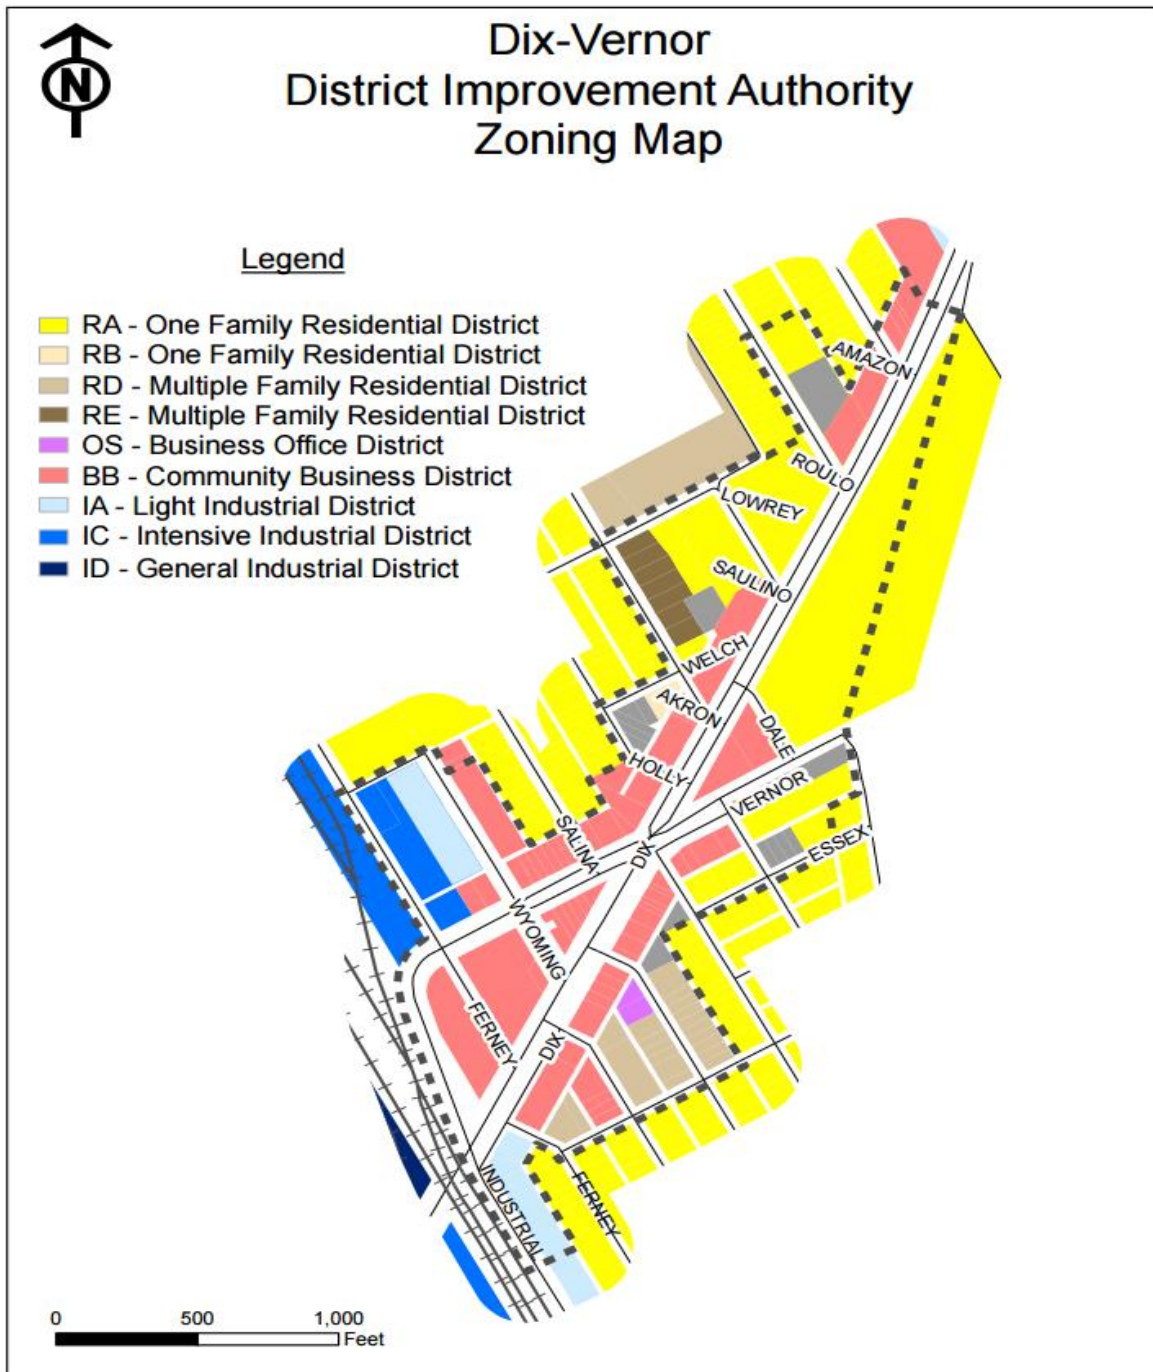 N
Dix-Vernor
District Improvement Authority
Zoning Map
Legend
RA - One Family Residential District
RB - One Family Residential District
RD - Multiple Family Residential District
RE - Multiple Family Residential District
OS - Business Office District
BB - Community Business District
IA - Light Industrial District
IC - Intensive Industrial District
ID - General Industrial District
AMAZON
ROULO
LOWREY
SAULINO
WELCH
AKRON
DALE
HOLLY
VERNOR
SALINA
DIX
ESSEX
WYOMING
FERNEY
DIX
INDUSTRIAL
FERNEY
0 500 1,000
Feet